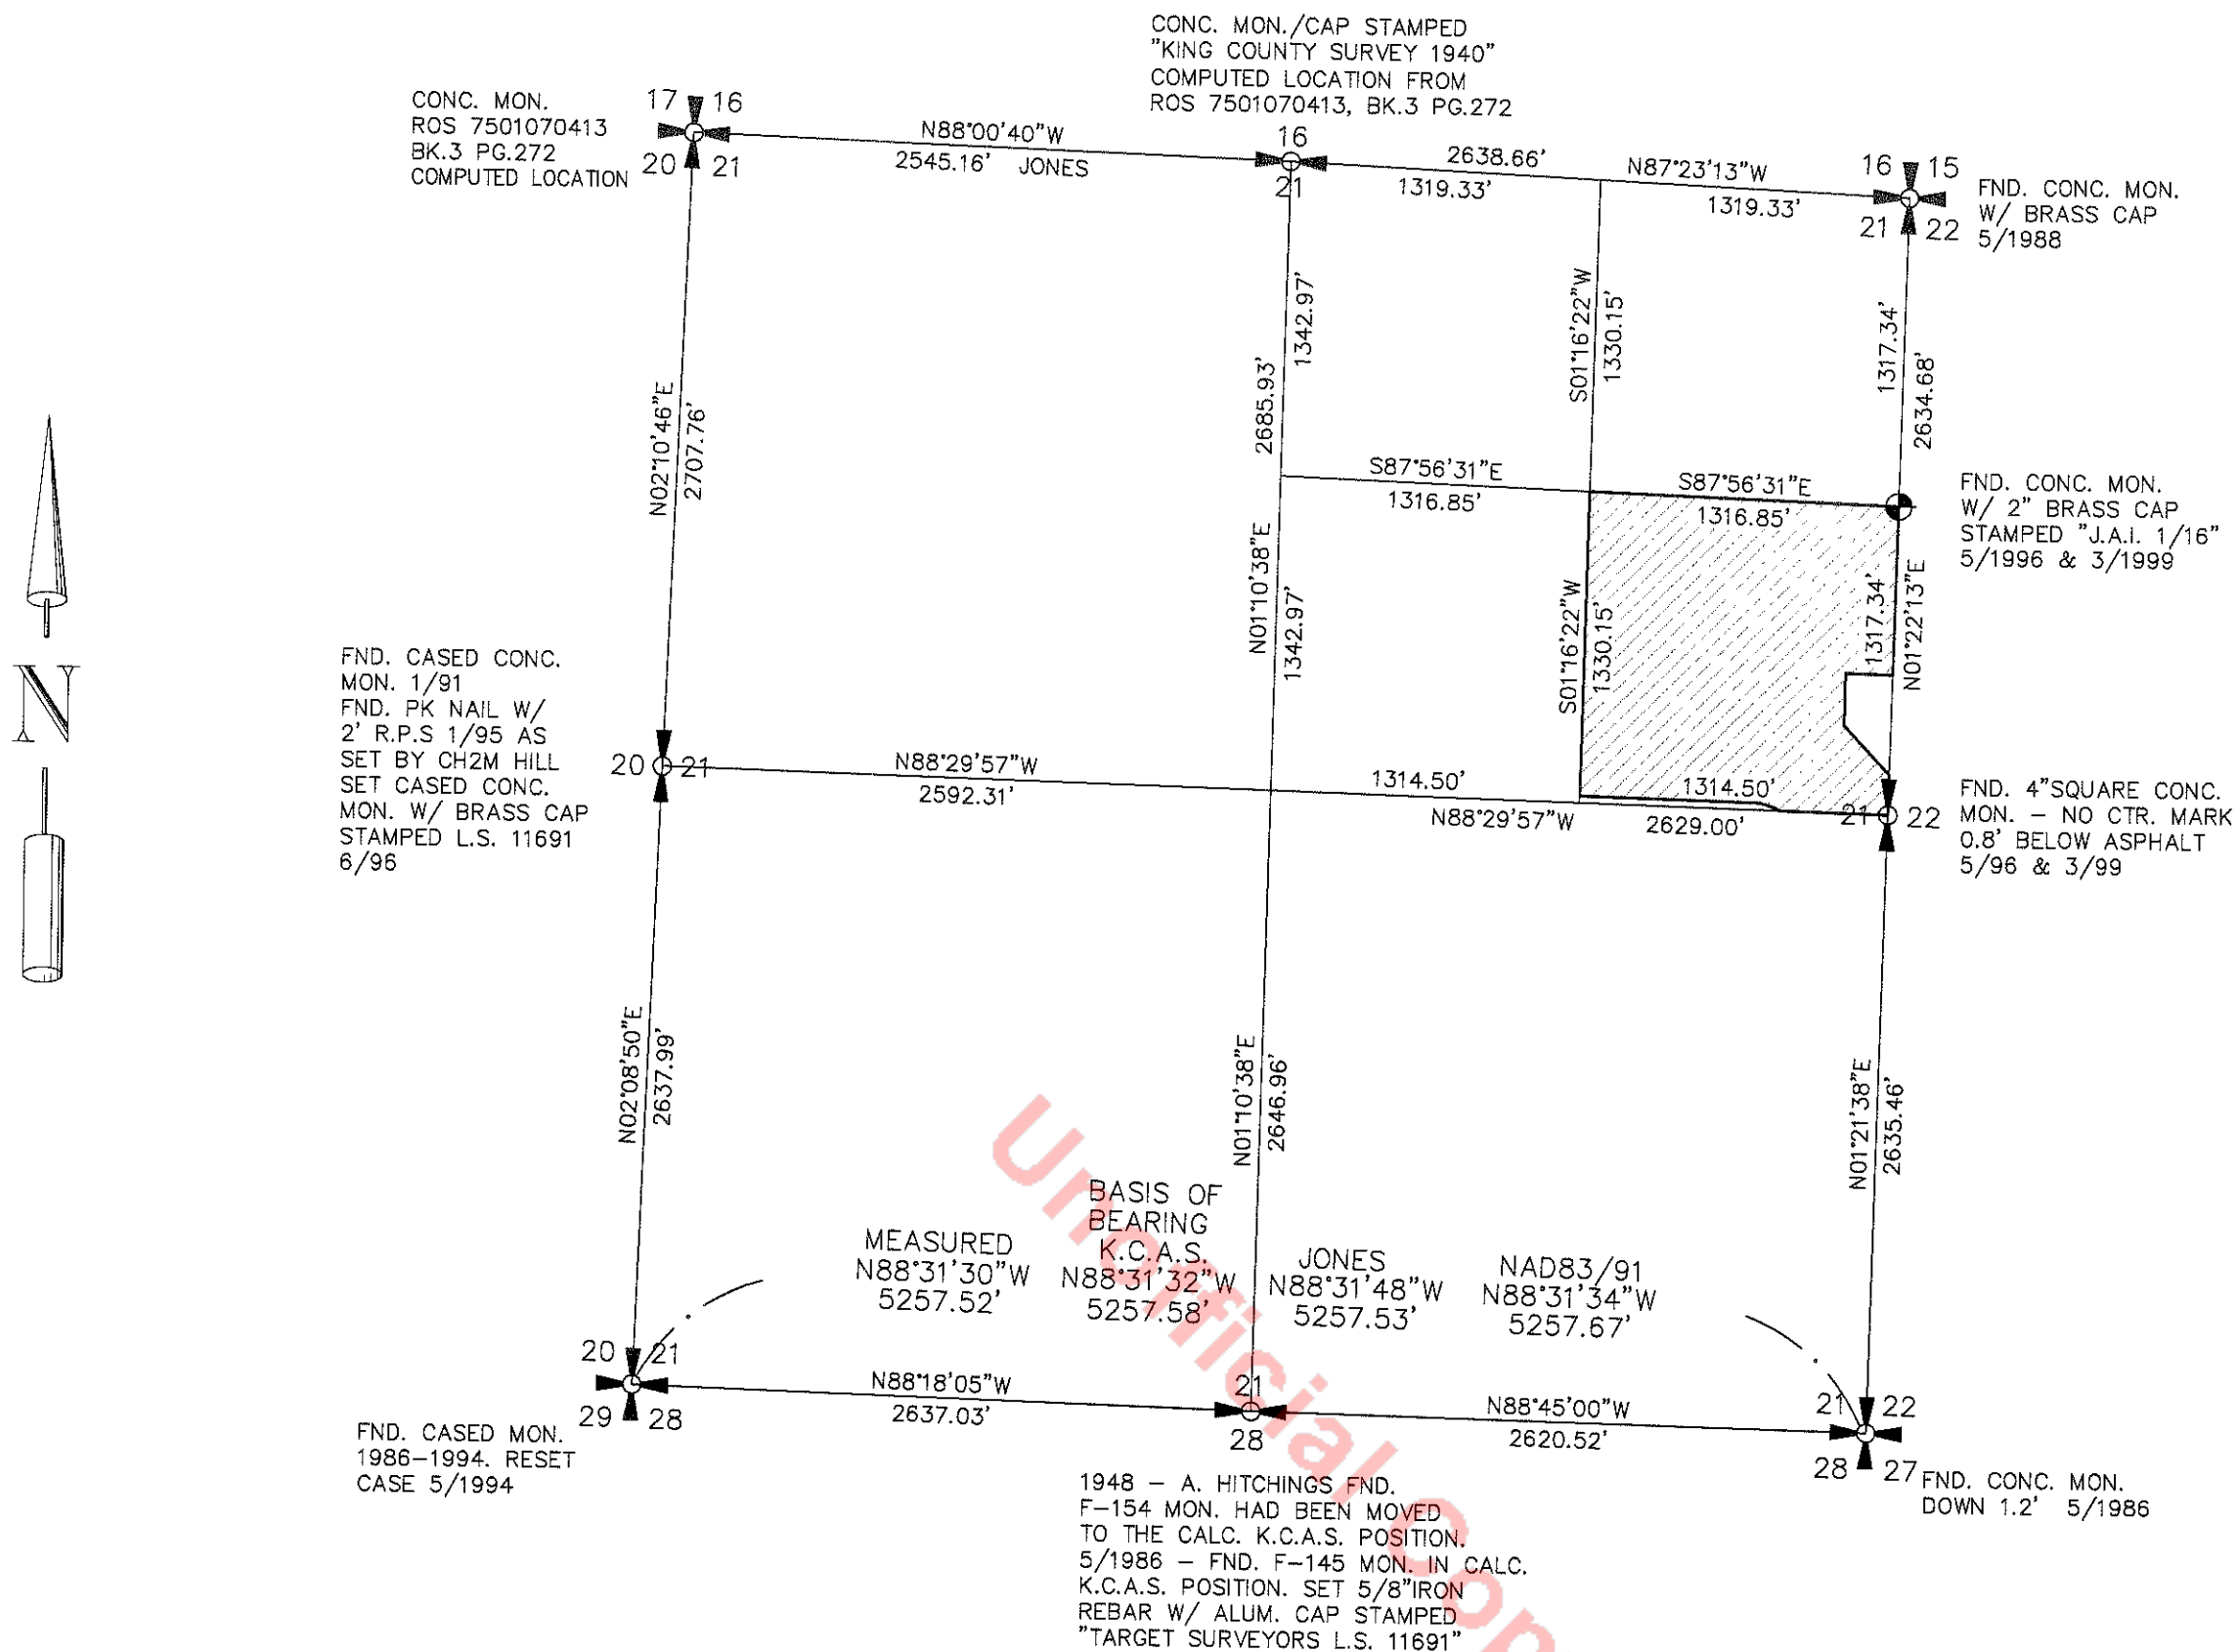 CONC. MON./CAP STAMPED
"KING COUNTY SURVEY 1940"
COMPUTED LOCATION FROM
ROS 7501070413, BK.3 PG.272
CONC. MON.
ROS 7501070413
BK.3 PG.272
COMPUTED LOCATION
17 16
20 21
N88°00'40"W
2545.16' JONES
16
21
2638.66'
1319.33'
N87°23'13"W
1319.33'
16 15
21 22
FND. CONC. MON.
W/ BRASS CAP
5/1988
N02°10'46"E
2707.76'
1342.97'
2685.93'
S01°16'22"W
1330.15'
1317.34'
2634.68'
S87°56'31"E
1316.85'
S87°56'31"E
1316.85'
FND. CONC. MON.
W/ 2" BRASS CAP
STAMPED "J.A.I. 1/16"
5/1996 & 3/1999
N01°10'38"E
1342.97'
S01°16'22"W
1330.15'
1317.34'
N01°22'13"E
N
FND. CASED CONC.
MON. 1/91
FND. PK NAIL W/
2' R.P.S 1/95 AS
SET BY CH2M HILL
SET CASED CONC.
MON. W/ BRASS CAP
STAMPED L.S. 11691
6/96
20 21
N88°29'57"W
2592.31'
1314.50'
1314.50'
N88°29'57"W
2629.00'
21 22
FND. 4"SQUARE CONC.
MON. - NO CTR. MARK
0.8' BELOW ASPHALT
5/96 & 3/99
N02°08'50"E
2637.99'
N01°10'38"E
2646.96'
N01°21'38"E
2635.46'
MEASURED
N88°31'30"W
5257.52'
BASIS OF
BEARING
K.C.A.S.
N88°31'32"W
5257.58'
JONES
N88°31'48"W
5257.53'
NAD83/91
N88°31'34"W
5257.67'
20 21
29 28
N88°18'05"W
2637.03'
21
28
N88°45'00"W
2620.52'
21 22
28 27
FND. CASED MON.
1986-1994. RESET
CASE 5/1994
1948 - A. HITCHINGS FND.
F-154 MON. HAD BEEN MOVED
TO THE CALC. K.C.A.S. POSITION.
5/1986 - FND. F-145 MON. IN CALC.
K.C.A.S. POSITION. SET 5/8"IRON
REBAR W/ ALUM. CAP STAMPED
"TARGET SURVEYORS L.S. 11691"
FND. CONC. MON.
DOWN 1.2' 5/1986
Unofficial Cop